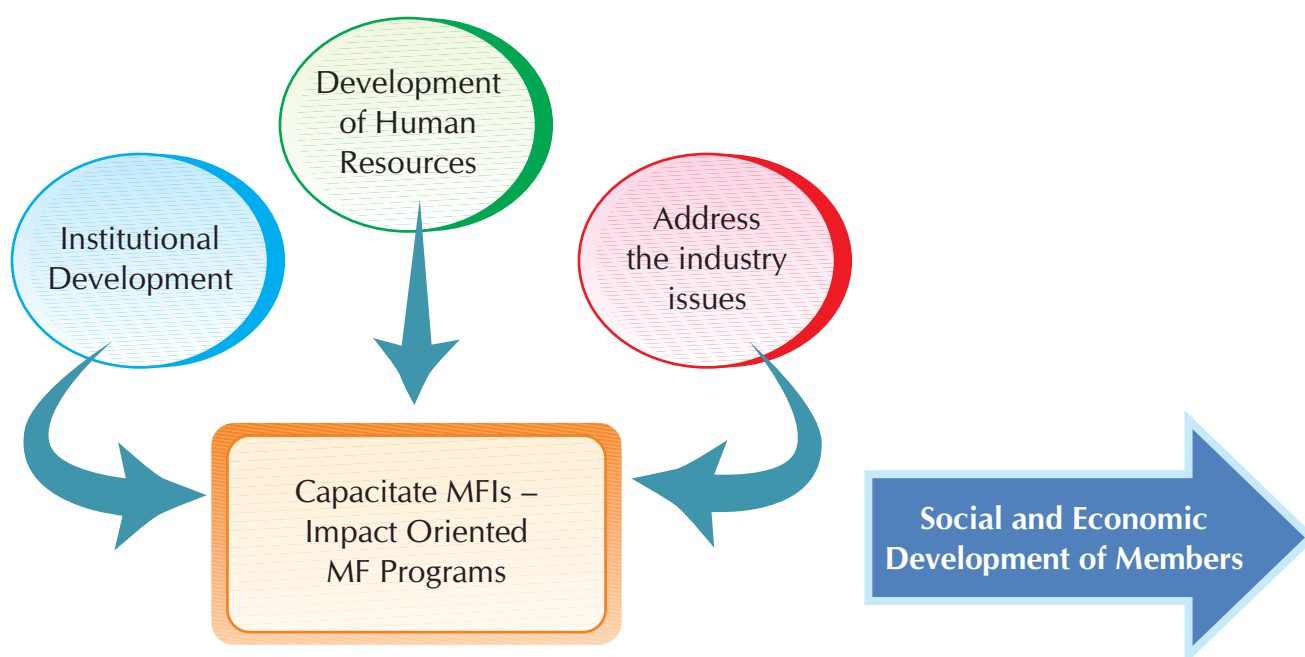 Development
of Human
Resources
Institutional
Development
Address
the industry
issues
Capacitate MFIs –
Impact Oriented
MF Programs
Social and Economic
Development of Members